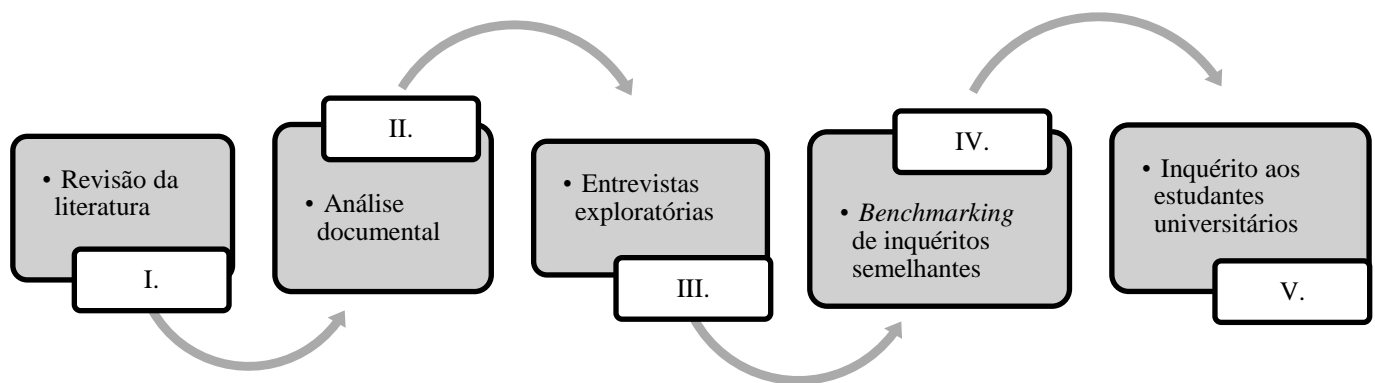 • Revisão da
literatura
I.
II.
• Análise
documental
• Entrevistas
exploratórias
III.
IV.
• Benchmarking
de inquéritos
semelhantes
• Inquérito aos
estudantes
universitários
V.